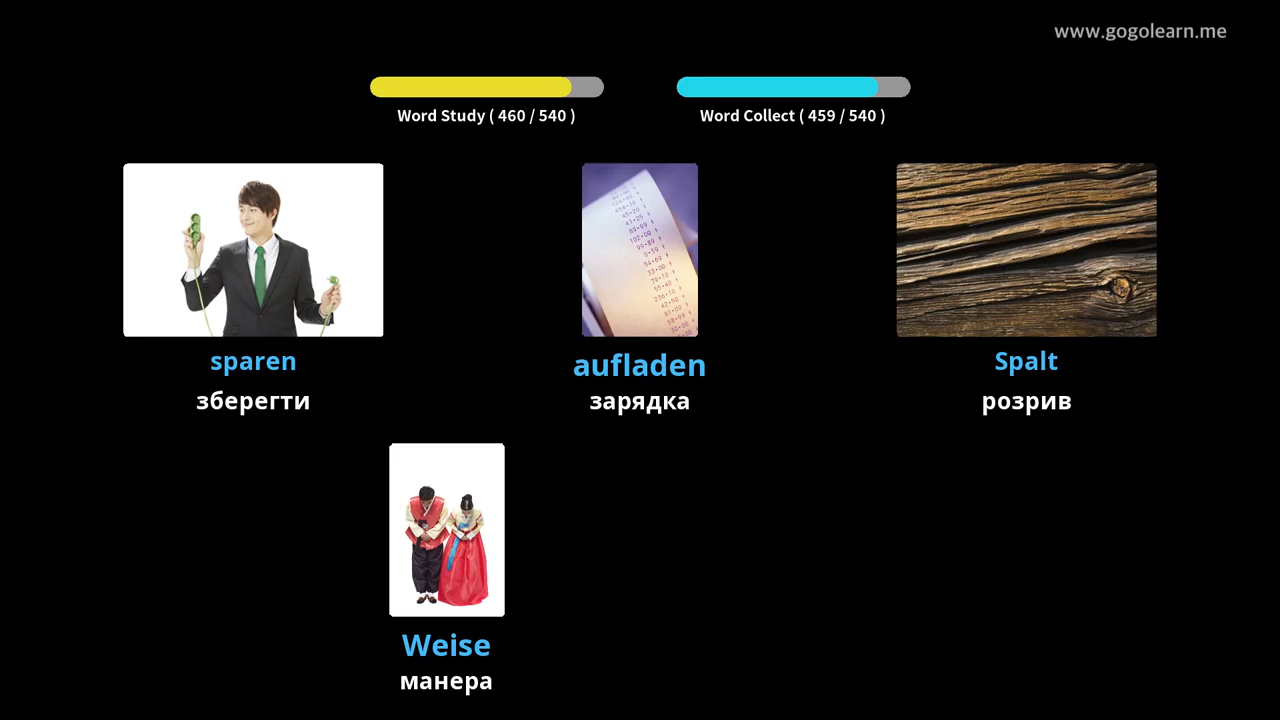 www.gogolearn.me
Word Study ( 460 / 540 )
Word Collect ( 459 / 540 )
sparen
зберегти
aufladen
зарядка
Spalt
розрив
Weise
манера